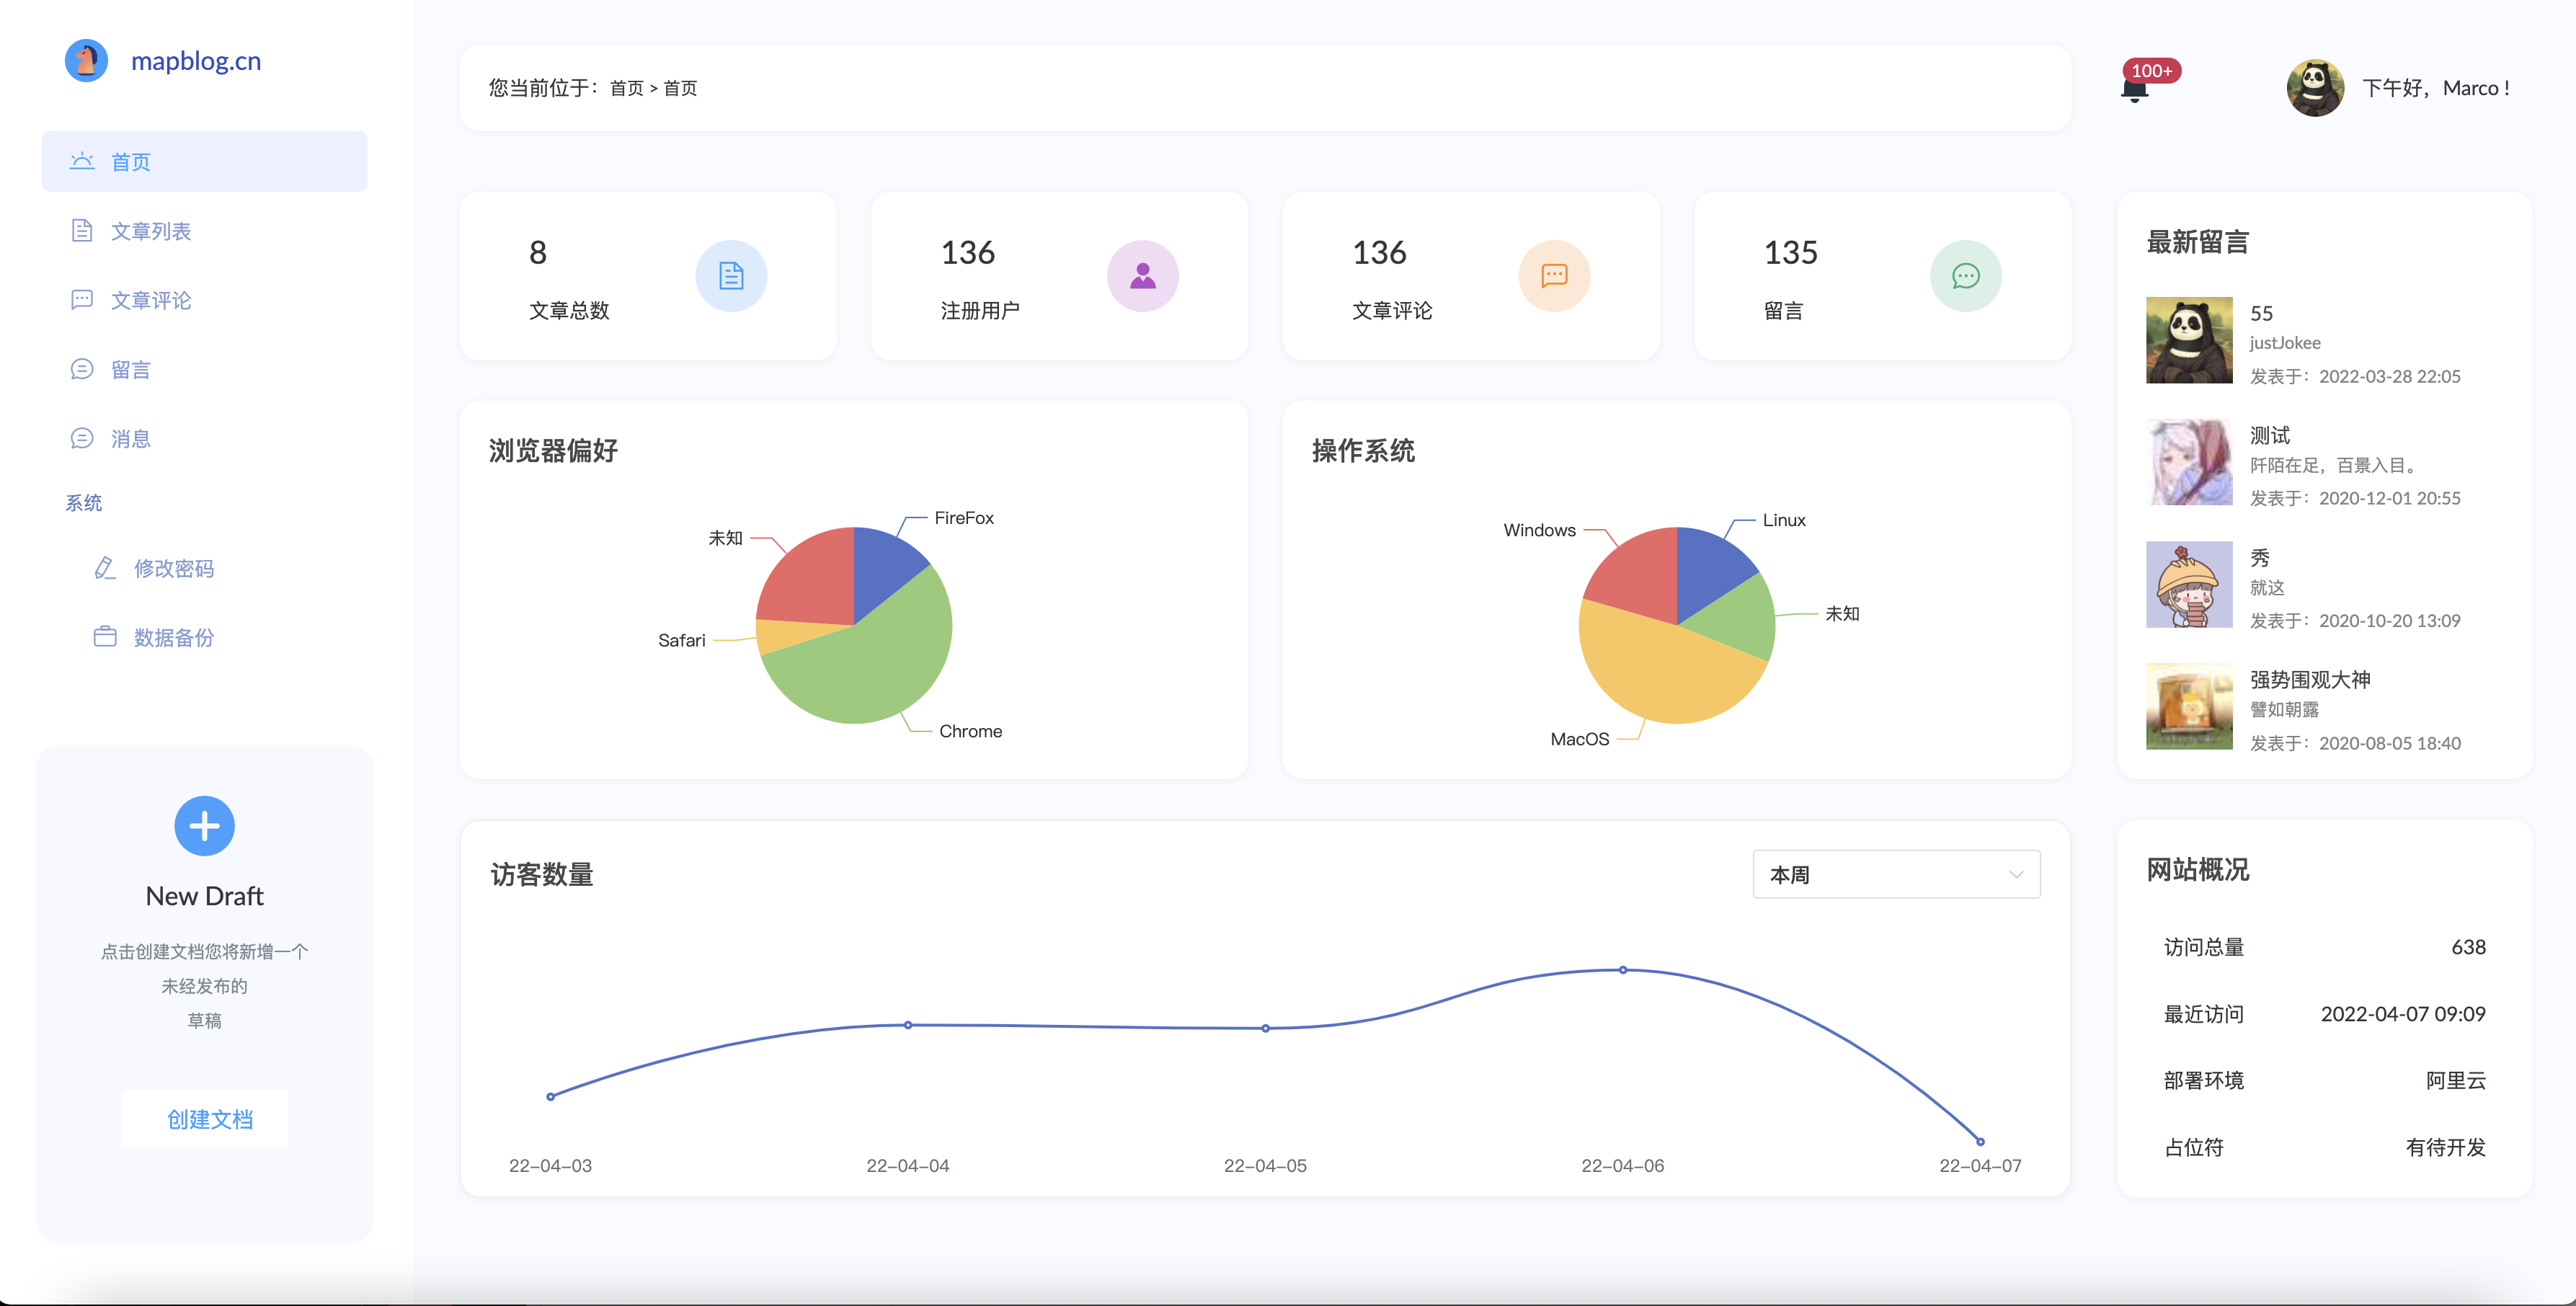 mapblog.cn
首页
文章列表
文章评论
留言
消息
系统
修改密码
数据备份
New Draft
点击创建文档您将新增一个
未经发布的
草稿
创建文档
您当前位于：首页 > 首页
100+
下午好，Marco !
8
文章总数
136
注册用户
136
文章评论
135
留言
浏览器偏好
FireFox
未知
Safari
Chrome
操作系统
Windows
Linux
未知
MacOS
访客数量
本周
22-04-03
22-04-04
22-04-05
22-04-06
22-04-07
最新留言
55
justJokee
发表于：2022-03-28 22:05
测试
阡陌在足，百景入目。
发表于：2020-12-01 20:55
秀
就这
发表于：2020-10-20 13:09
强势围观大神
譬如朝露
发表于：2020-08-05 18:40
网站概况
访问总量 638
最近访问 2022-04-07 09:09
部署环境 阿里云
占位符 有待开发